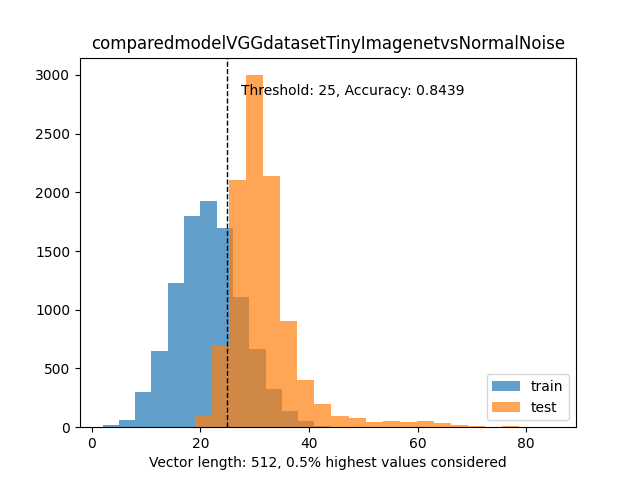 comparedmodelVGGdatasetTinyImagenetvsNormalNoise
Threshold: 25, Accuracy: 0.8439
3000
2500
2000
1500
1000
500
0
0 20 40 60 80
train
test
Vector length: 512, 0.5% highest values considered